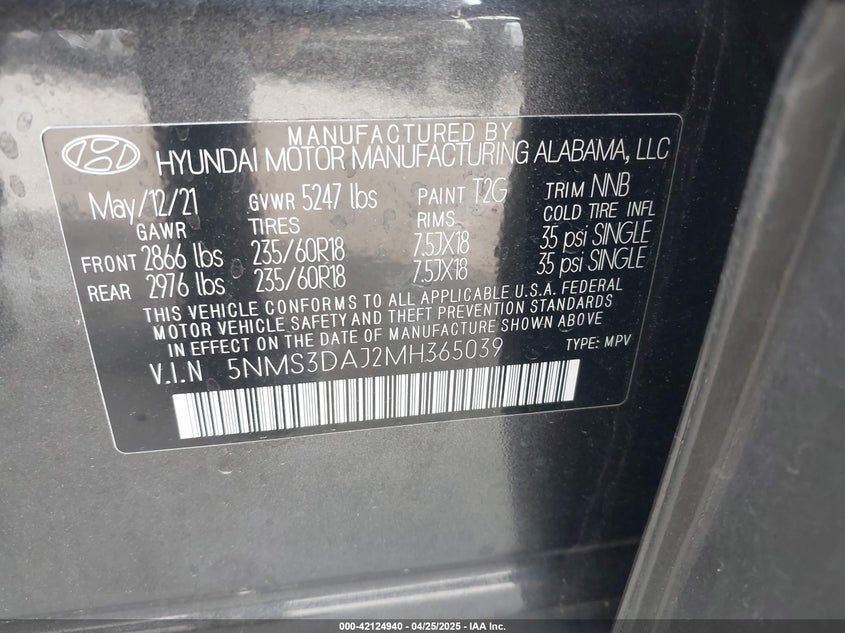 MANUFACTURED BY
HYUNDAI MOTOR MANUFACTURING ALABAMA, LLC
May/12/21 GVWR 5247 lbs PAINT T2G TRIM NNB
GAWR TIRES RIMS COLD TIRE INFL
FRONT 2866 lbs 235/60R18 7.5JX18 35 psi SINGLE
REAR 2976 lbs 235/60R18 7.5JX18 35 psi SINGLE
THIS VEHICLE CONFORMS TO ALL APPLICABLE U.S.A. FEDERAL
MOTOR VEHICLE SAFETY AND THEFT PREVENTION STANDARDS
IN EFFECT ON THE DATE OF MANUFACTURE SHOWN ABOVE
V.I.N 5NMS3DAJ2MH365039 TYPE: MPV
000-42124940 - 04/25/2025 - IAA Inc.